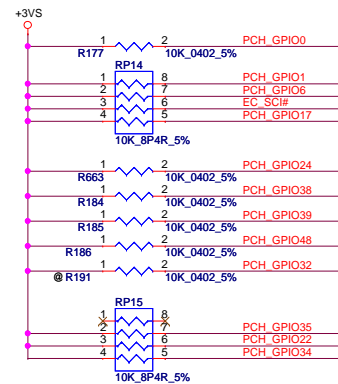 +3VS
1 2 PCH_GPIO0
R177 10K_0402_5%
RP14
1 8 PCH_GPIO1
2 7 PCH_GPIO6
3 6 EC_SCI#
4 5 PCH_GPIO17
10K_8P4R_5%
1 2 PCH_GPIO24
R663 10K_0402_5%
1 2 PCH_GPIO38
R184 10K_0402_5%
1 2 PCH_GPIO39
R185 10K_0402_5%
1 2 PCH_GPIO48
R186 10K_0402_5%
1 2 PCH_GPIO32
@ R191 10K_0402_5%
RP15
1 8
2 7 PCH_GPIO35
3 6 PCH_GPIO22
4 5 PCH_GPIO34
10K_8P4R_5%